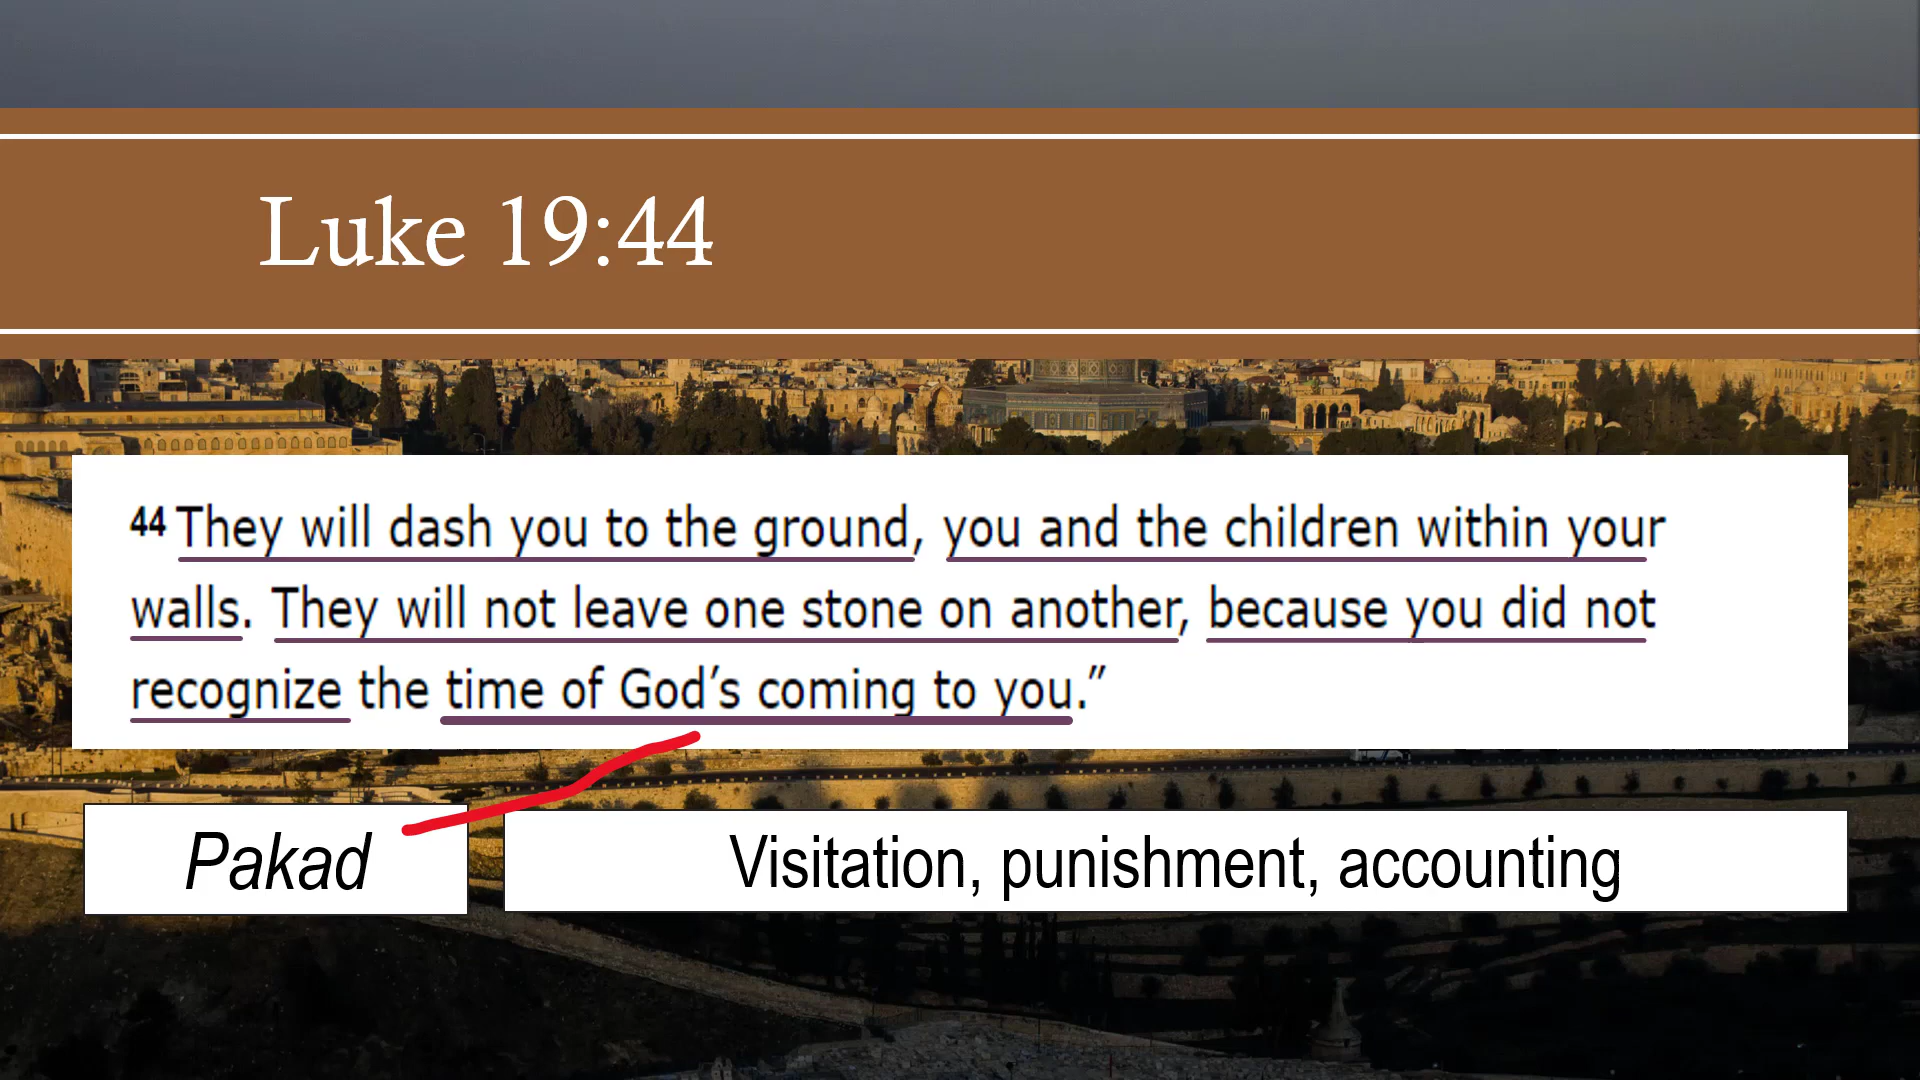 Luke 19:44
44 They will dash you to the ground, you and the children within your
walls. They will not leave one stone on another, because you did not
recognize the time of God’s coming to you.”
Pakad
Visitation, punishment, accounting